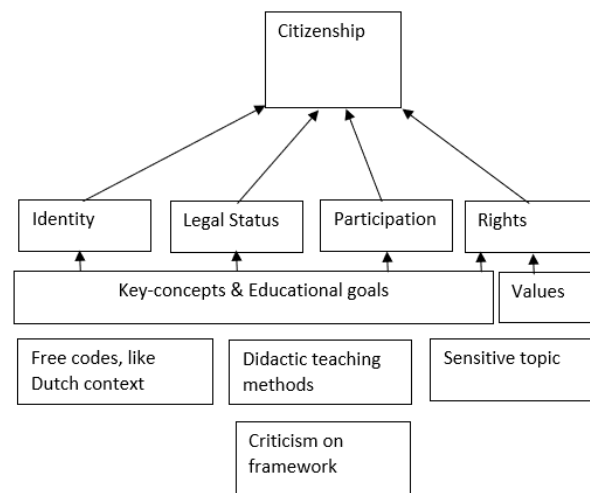 Citizenship
Identity
Legal Status
Participation
Rights
Key-concepts & Educational goals
Values
Free codes, like
Dutch context
Didactic teaching
methods
Sensitive topic
Criticism on
framework